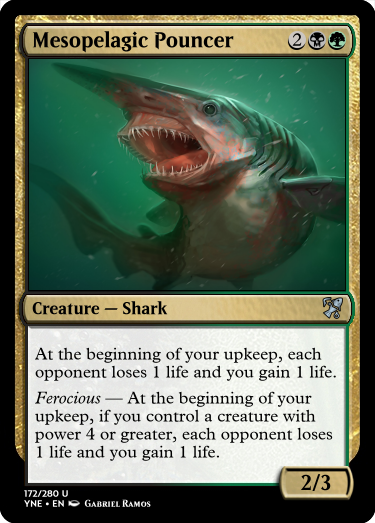 Mesopelagic Pouncer 2
Creature — Shark
At the beginning of your upkeep, each
opponent loses 1 life and you gain 1 life.
Ferocious — At the beginning of your
upkeep, if you control a creature with
power 4 or greater, each opponent loses
1 life and you gain 1 life.
2/3
172/280 U
YNE • EN Gabriel Ramos